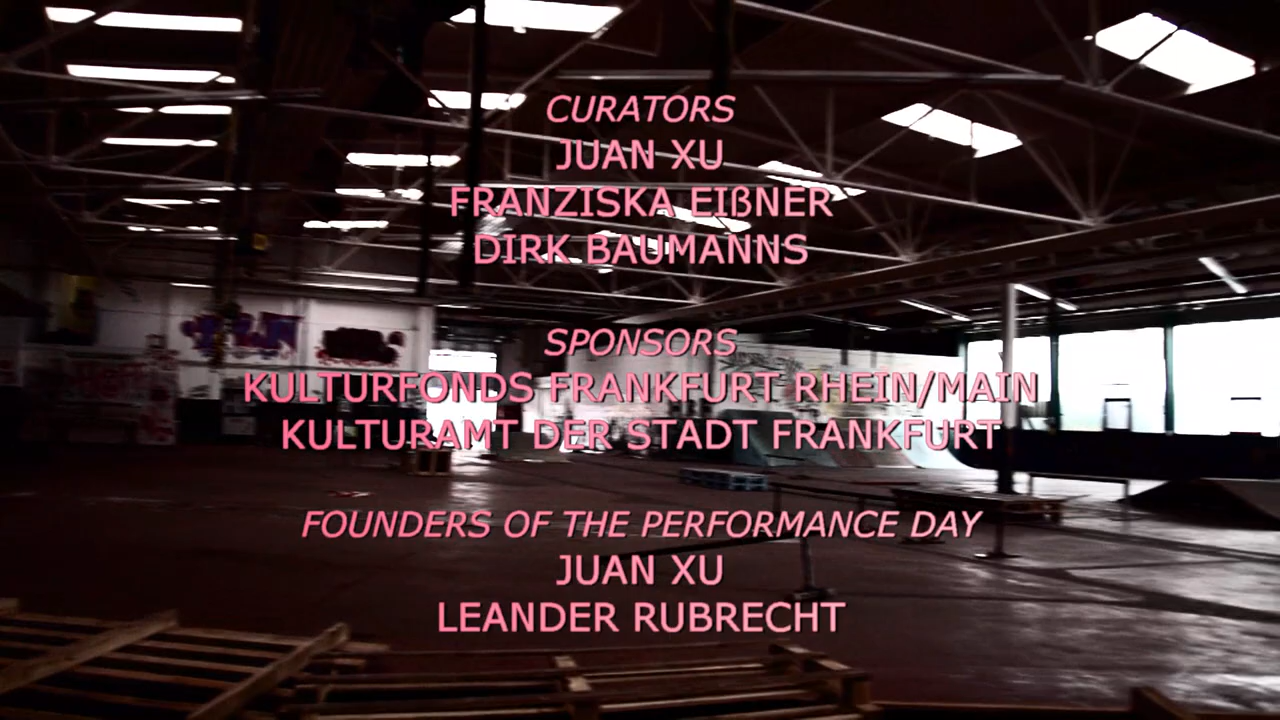 CURATORS
JUAN XU
FRANZISKA EIßNER
DIRK BAUMANNS
SPONSORS
KULTURFONDS FRANKFURT RHEIN/MAIN
KULTURAMT DER STADT FRANKFURT
FOUNDERS OF THE PERFORMANCE DAY
JUAN XU
LEANDER RUBRECHT